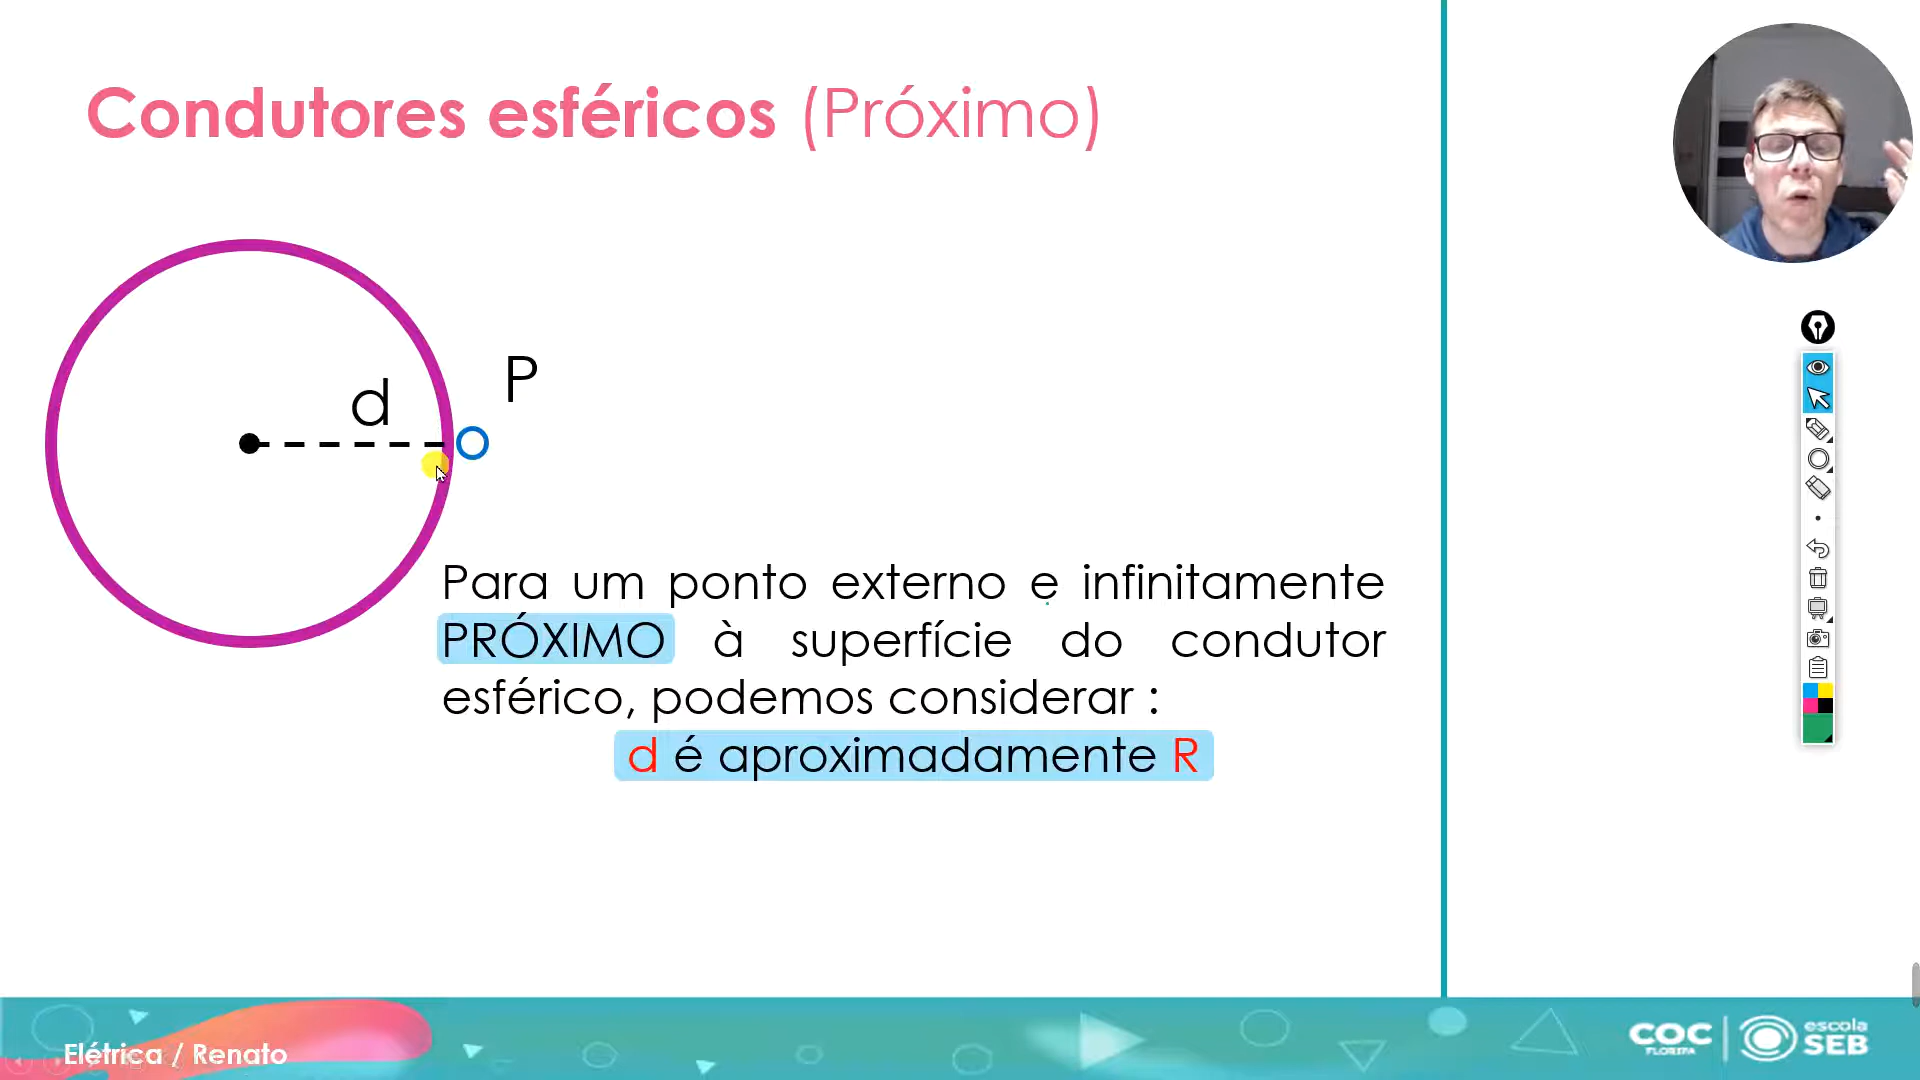 Condutores esféricos (Próximo)
P
d
Para um ponto externo e infinitamente
PRÓXIMO à superfície do condutor
esférico, podemos considerar :
d é aproximadamente R
Elétrica / Renato
COC
FLORIPA
escola
SEB